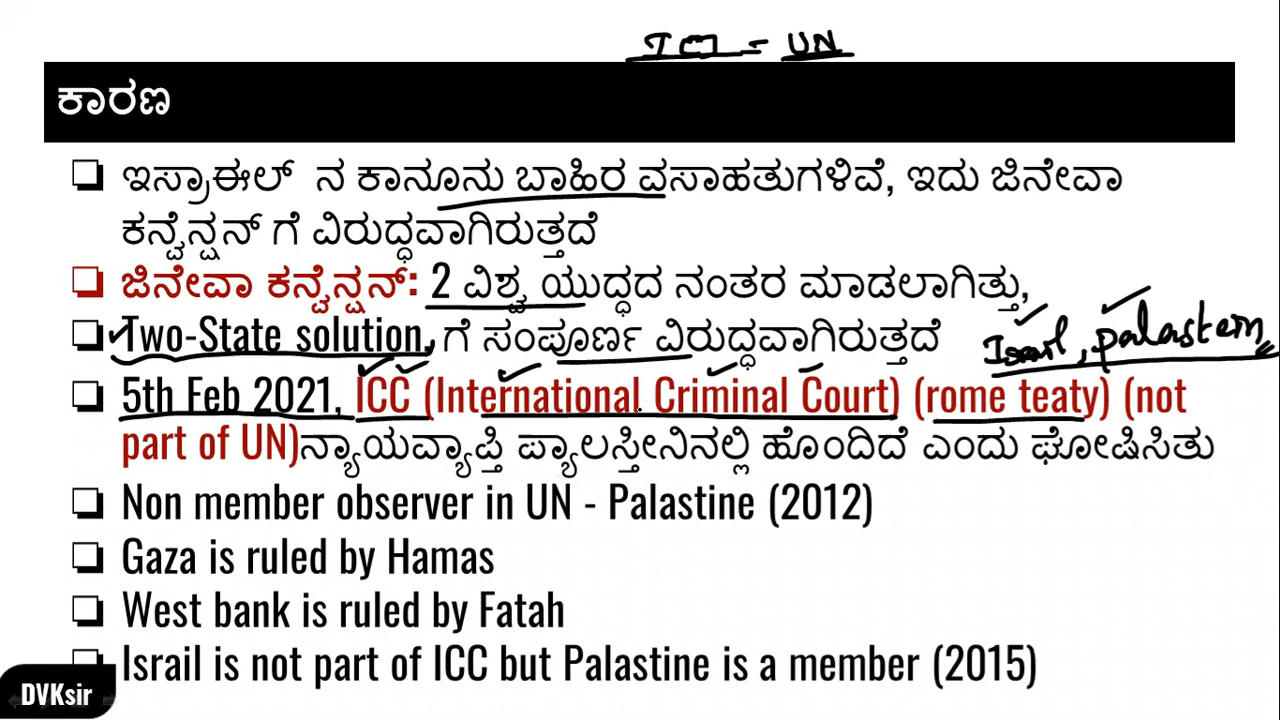 ICJ = UN
ಕಾರಣ
❑ ಇಸ್ರಾಈಲ್ ನ ಕಾನೂನು ಬಾಹಿರ ವಸಾಹತುಗಳಿವೆ, ಇದು ಜಿನೇವಾ
ಕನ್ವೆನ್ಷನ್ ಗೆ ವಿರುದ್ಧವಾಗಿರುತ್ತದೆ
❑ ಜಿನೇವಾ ಕನ್ವೆನ್ಷನ್: 2 ವಿಶ್ವ ಯುದ್ಧದ ನಂತರ ಮಾಡಲಾಗಿತ್ತು,
❑ Two-State solution, ಗೆ ಸಂಪೂರ್ಣ ವಿರುದ್ಧವಾಗಿರುತ್ತದೆ Israil, palastern
❑ 5th Feb 2021, ICC (International Criminal Court) (rome teaty) (not
part of UN)ನ್ಯಾಯವ್ಯಾಪ್ತಿ ಪ್ಯಾಲಸ್ತೀನಿನಲ್ಲಿ ಹೊಂದಿದೆ ಎಂದು ಘೋಷಿಸಿತು
❑ Non member observer in UN - Palastine (2012)
❑ Gaza is ruled by Hamas
❑ West bank is ruled by Fatah
❑ Israil is not part of ICC but Palastine is a member (2015)
DVKsir